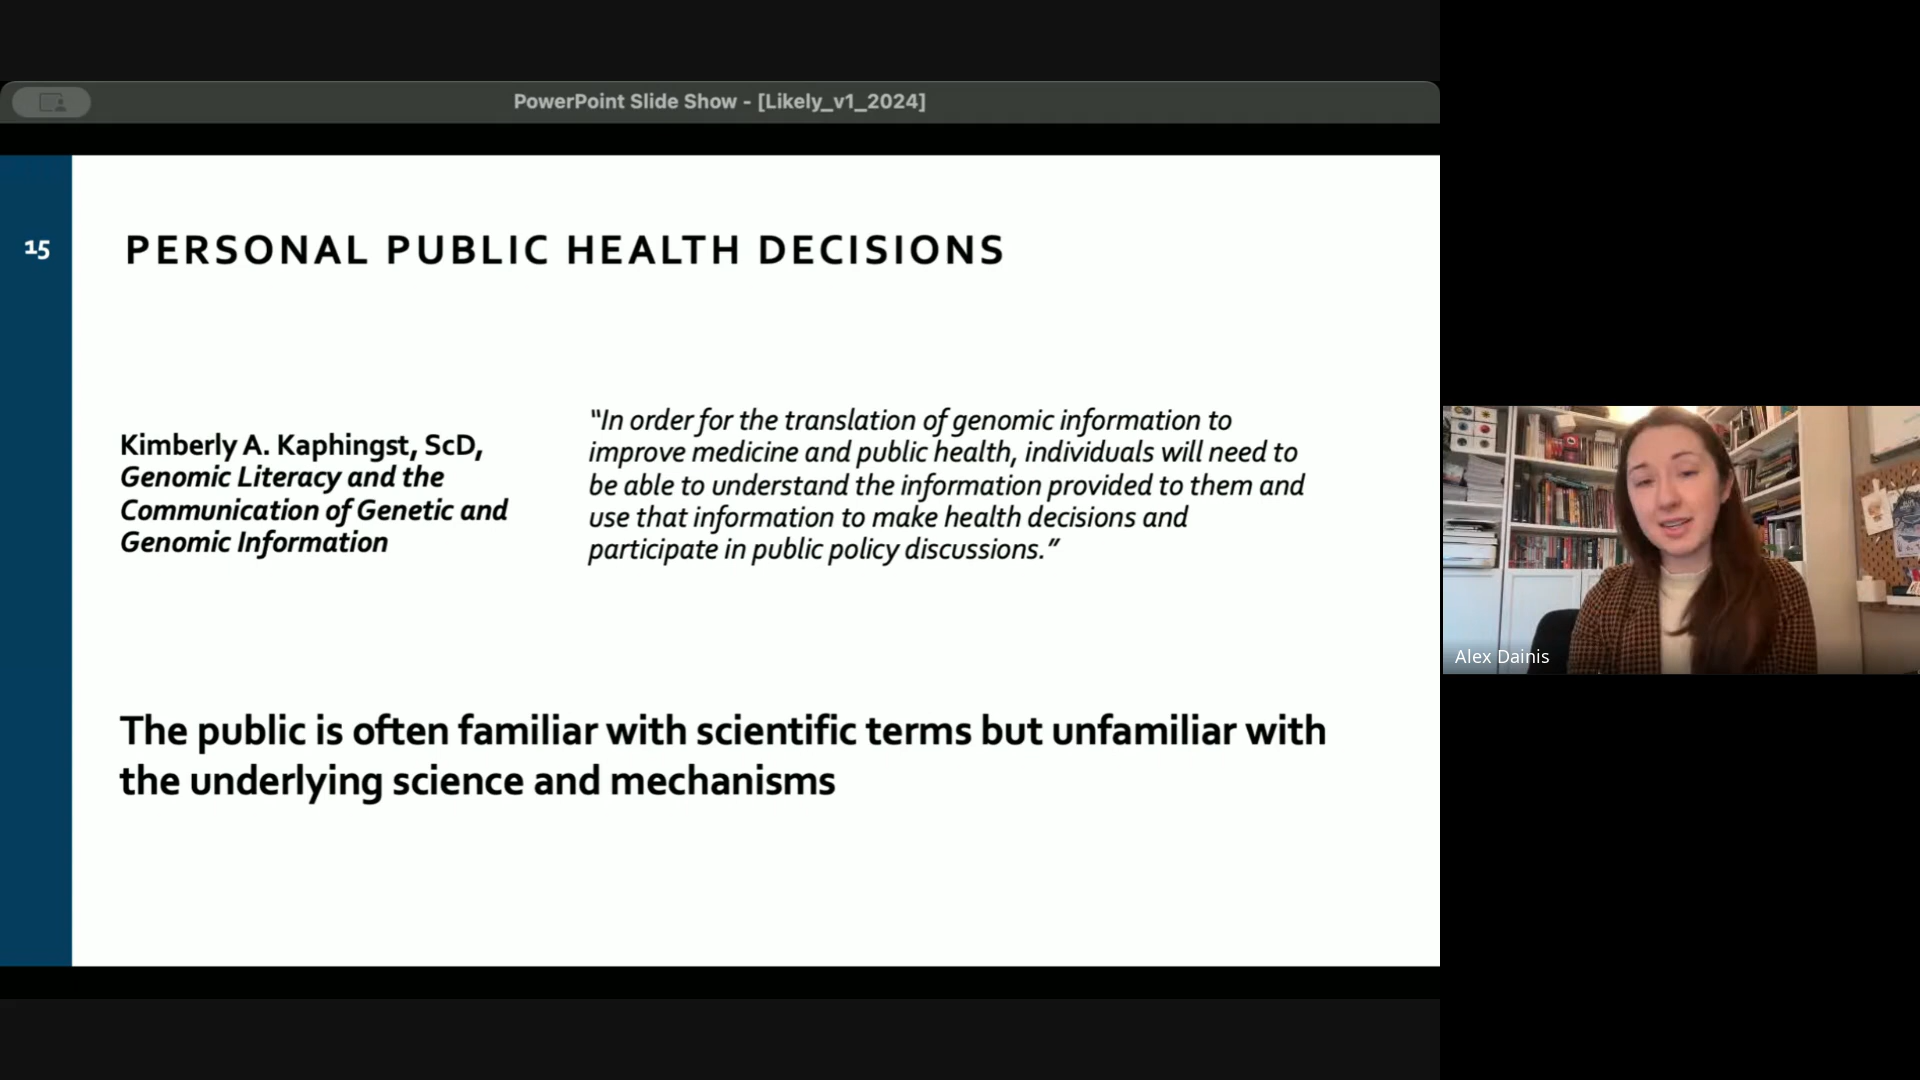 PowerPoint Slide Show - [Likely_v1_2024]
15
PERSONAL PUBLIC HEALTH DECISIONS
Kimberly A. Kaphingst, ScD,
Genomic Literacy and the
Communication of Genetic and
Genomic Information
“In order for the translation of genomic information to
improve medicine and public health, individuals will need to
be able to understand the information provided to them and
use that information to make health decisions and
participate in public policy discussions.”
The public is often familiar with scientific terms but unfamiliar with
the underlying science and mechanisms
Alex Dainis